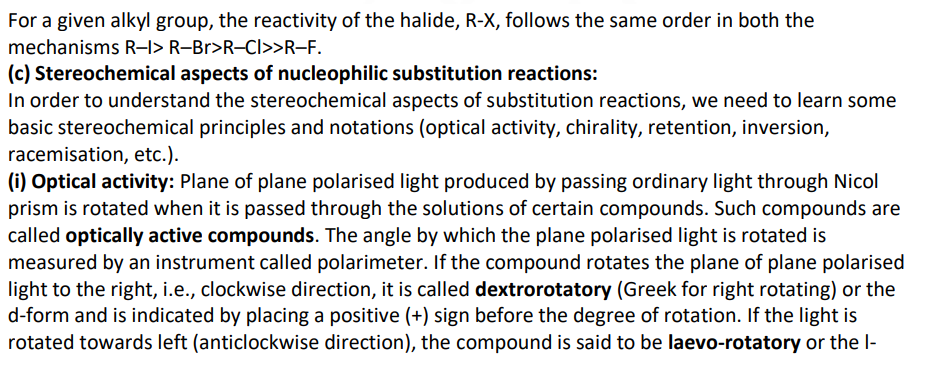 For a given alkyl group, the reactivity of the halide, R-X, follows the same order in both the
mechanisms R–I> R–Br>R–Cl>>R–F.
(c) Stereochemical aspects of nucleophilic substitution reactions:
In order to understand the stereochemical aspects of substitution reactions, we need to learn some
basic stereochemical principles and notations (optical activity, chirality, retention, inversion,
racemisation, etc.).
(i) Optical activity: Plane of plane polarised light produced by passing ordinary light through Nicol
prism is rotated when it is passed through the solutions of certain compounds. Such compounds are
called optically active compounds. The angle by which the plane polarised light is rotated is
measured by an instrument called polarimeter. If the compound rotates the plane of plane polarised
light to the right, i.e., clockwise direction, it is called dextrorotatory (Greek for right rotating) or the
d-form and is indicated by placing a positive (+) sign before the degree of rotation. If the light is
rotated towards left (anticlockwise direction), the compound is said to be laevo-rotatory or the l-